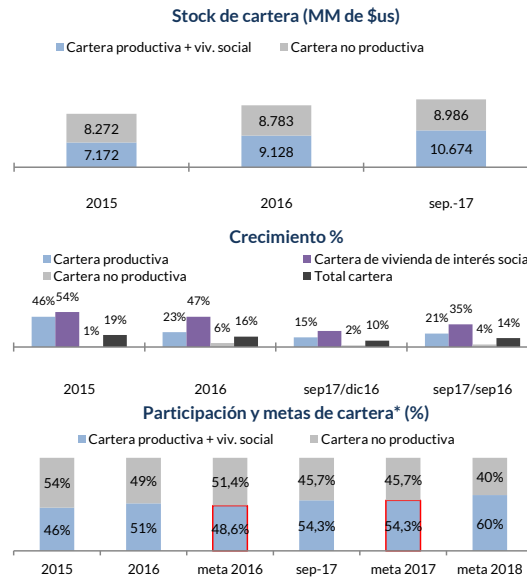 Stock de cartera (MM de $us)
Cartera productiva + viv. social Cartera no productiva
8.272 8.783 8.986
7.172 9.128 10.674
2015 2016 sep.-17
Crecimiento %
Cartera productiva Cartera de vivienda de interés socia
Cartera no productiva Total cartera
46% 54% 1% 19% 23% 47% 6% 16% 15% 2% 10% 21% 35% 4% 14%
2015 2016 sep17/dic16 sep17/sep16
Participación y metas de cartera* (%)
Cartera productiva + viv. social Cartera no productiva
54% 49% 51,4% 45,7% 45,7% 40%
46% 51% 48,6% 54,3% 54,3% 60%
2015 2016 meta 2016 sep-17 meta 2017 meta 2018